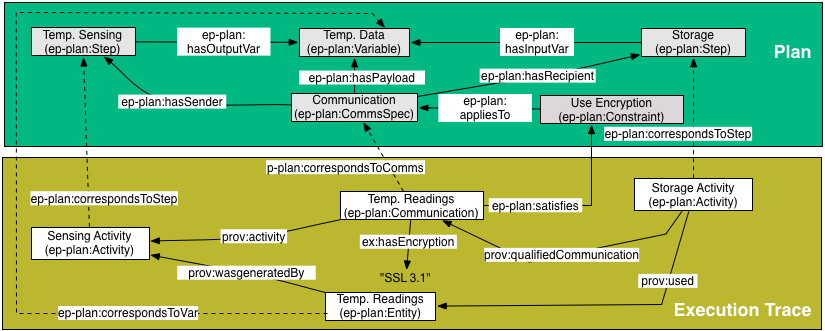 Temp. Sensing
(ep-plan:Step)
ep-plan:
hasOutputVar
Temp. Data
(ep-plan:Variable)
ep-plan:
hasInputVar
Storage
(ep-plan:Step)
Plan
ep-plan:hasPayload
ep-plan:hasRecipient
ep-plan:hasSender
Communication
(ep-plan:CommsSpec)
ep-plan:
appliesTo
Use Encryption
(ep-plan:Constraint)
ep-plan:correspondsToStep
p-plan:correspondsToComms
ep-plan:correspondsToStep
Temp. Readings
(ep-plan:Communication)
ep-plan:satisfies
Storage Activity
(ep-plan:Activity)
Sensing Activity
(ep-plan:Activity)
prov:activity
ex:hasEncryption
prov:qualifiedCommunication
prov:wasgeneratedBy
"SSL 3.1"
prov:used
ep-plan:correspondsToVar
Temp. Readings
(ep-plan:Entity)
Execution Trace